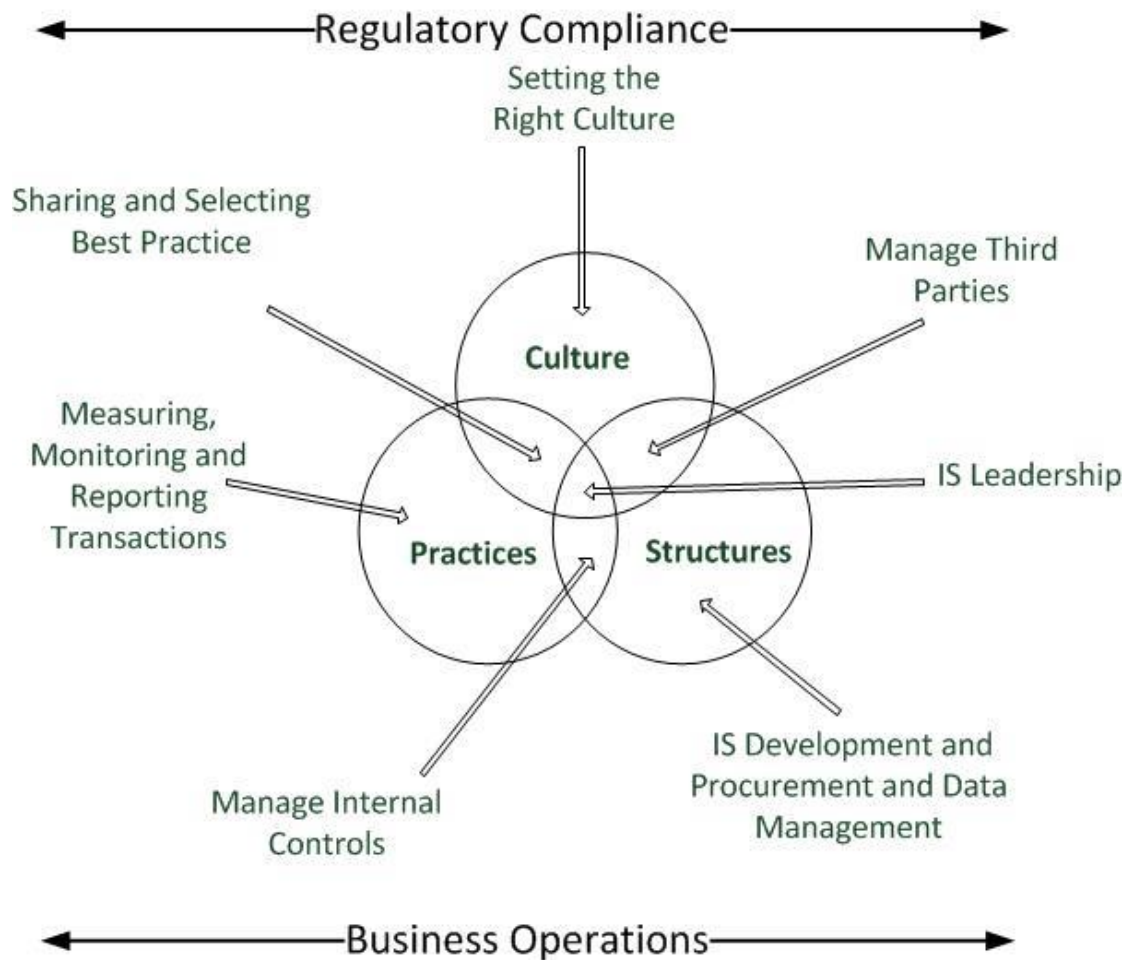 Regulatory Compliance
Setting the
Right Culture
Sharing and Selecting
Best Practice
Manage Third
Parties
Culture
Measuring,
Monitoring and
Reporting
Transactions
IS Leadership
Practices
Structures
Manage Internal
Controls
IS Development and
Procurement and Data
Management
Business Operations